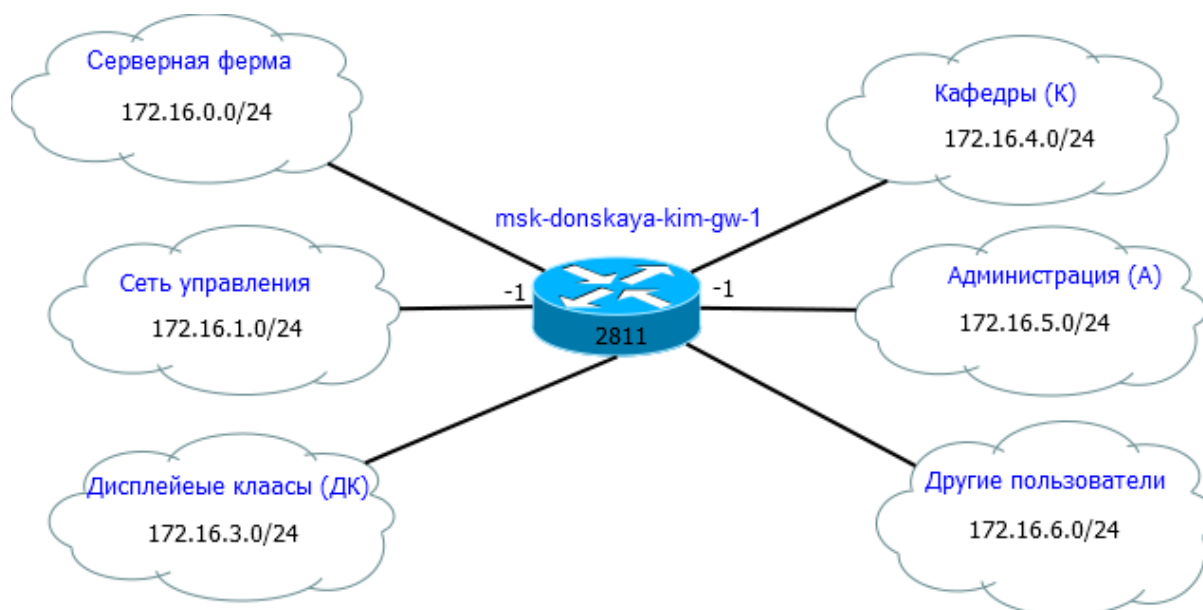 Серверная ферма
172.16.0.0/24
Кафедры (К)
172.16.4.0/24
msk-donskaya-kim-gw-1
Сеть управления
172.16.1.0/24
-1
-1
2811
Администрация (А)
172.16.5.0/24
Дисплейеые клаасы (ДК)
172.16.3.0/24
Другие пользователи
172.16.6.0/24